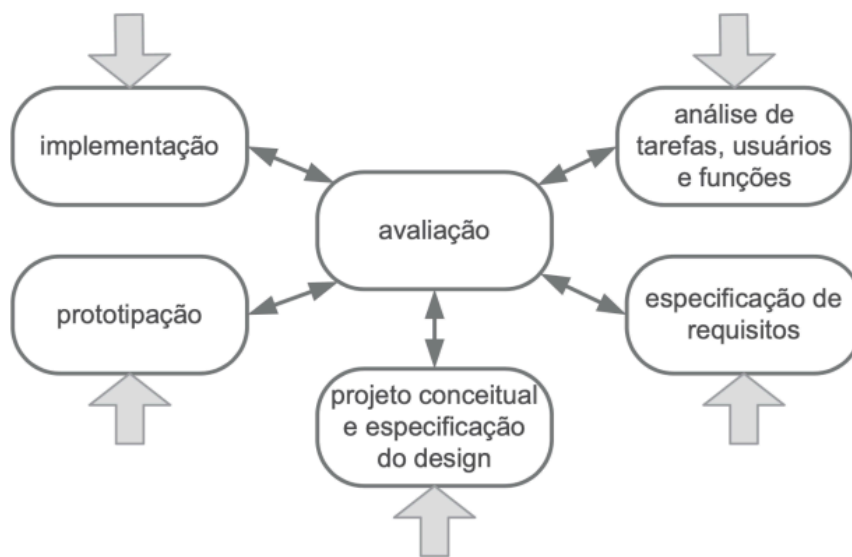 implementação
análise de
tarefas, usuários
e funções
avaliação
prototipação
especificação de
requisitos
projeto conceitual
e especificação
do design